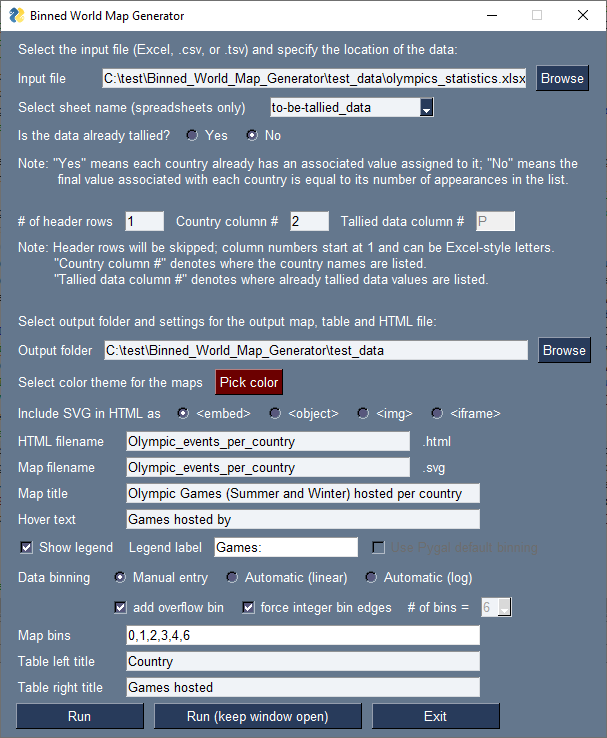 Binned World Map Generator
Select the input file (Excel, .csv, or .tsv) and specify the location of the data:
Input file C:\test\Binned_World_Map_Generator\test_data\olympics_statistics.xlsx Browse
Select sheet name (spreadsheets only) to-be-tallied_data
Is the data already tallied? Yes No
Note: "Yes" means each country already has an associated value assigned to it; "No" means the
final value associated with each country is equal to its number of appearances in the list.
# of header rows 1 Country column # 2 Tallied data column # P
Note: Header rows will be skipped; column numbers start at 1 and can be Excel-style letters.
"Country column #" denotes where the country names are listed.
"Tallied data column #" denotes where already tallied data values are listed.
Select output folder and settings for the output map, table and HTML file:
Output folder C:\test\Binned_World_Map_Generator\test_data Browse
Select color theme for the maps Pick color
Include SVG in HTML as <embed> <object> <img> <iframe>
HTML filename Olympic_events_per_country .html
Map filename Olympic_events_per_country .svg
Map title Olympic Games (Summer and Winter) hosted per country
Hover text Games hosted by
Show legend Legend label Games: Use Pygal default binning
Data binning Manual entry Automatic (linear) Automatic (log)
add overflow bin force integer bin edges # of bins = 6
Map bins 0,1,2,3,4,6
Table left title Country
Table right title Games hosted
Run Run (keep window open) Exit